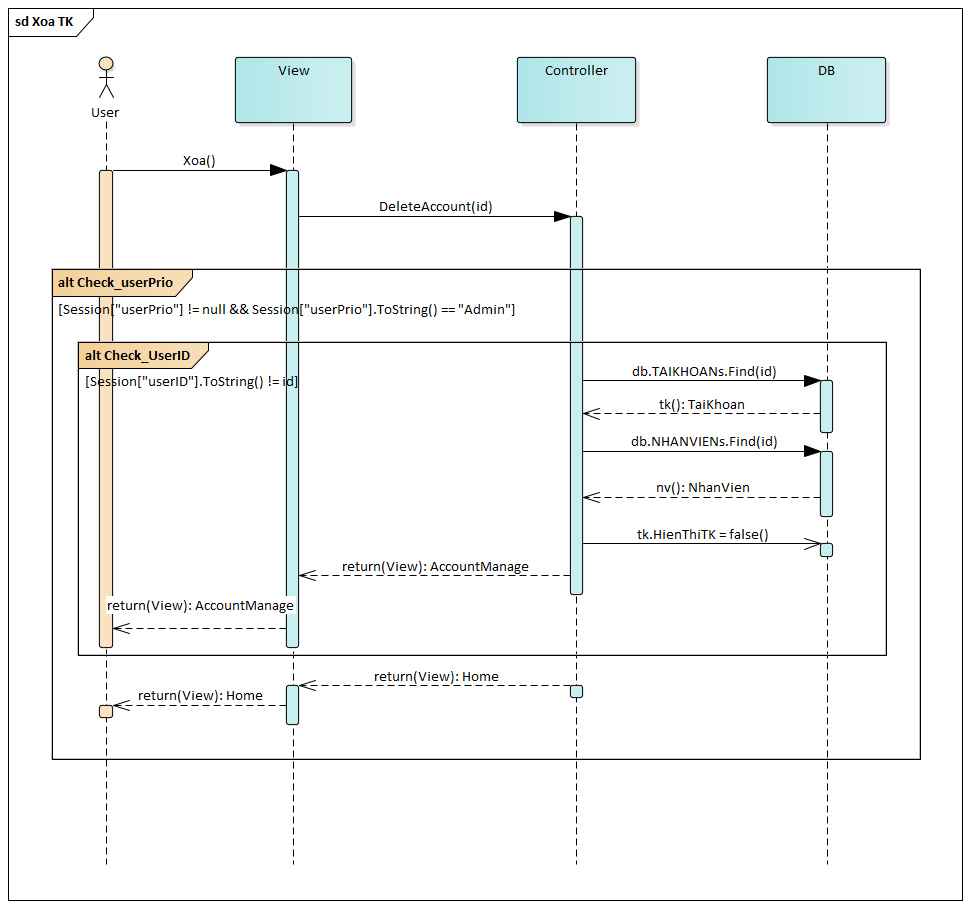 sd Xoa TK
User
View
Controller
DB
Xoa()
DeleteAccount(id)
alt Check_userPrio
[Session["userPrio"] != null && Session["userPrio"].ToString() == "Admin"]
alt Check_UserID
[Session["userID"].ToString() != id]
db.TAIKHOANs.Find(id)
tk(): TaiKhoan
db.NHANVIENs.Find(id)
nv(): NhanVien
tk.HienThiTK = false()
return(View): AccountManage
return(View): AccountManage
return(View): Home
return(View): Home